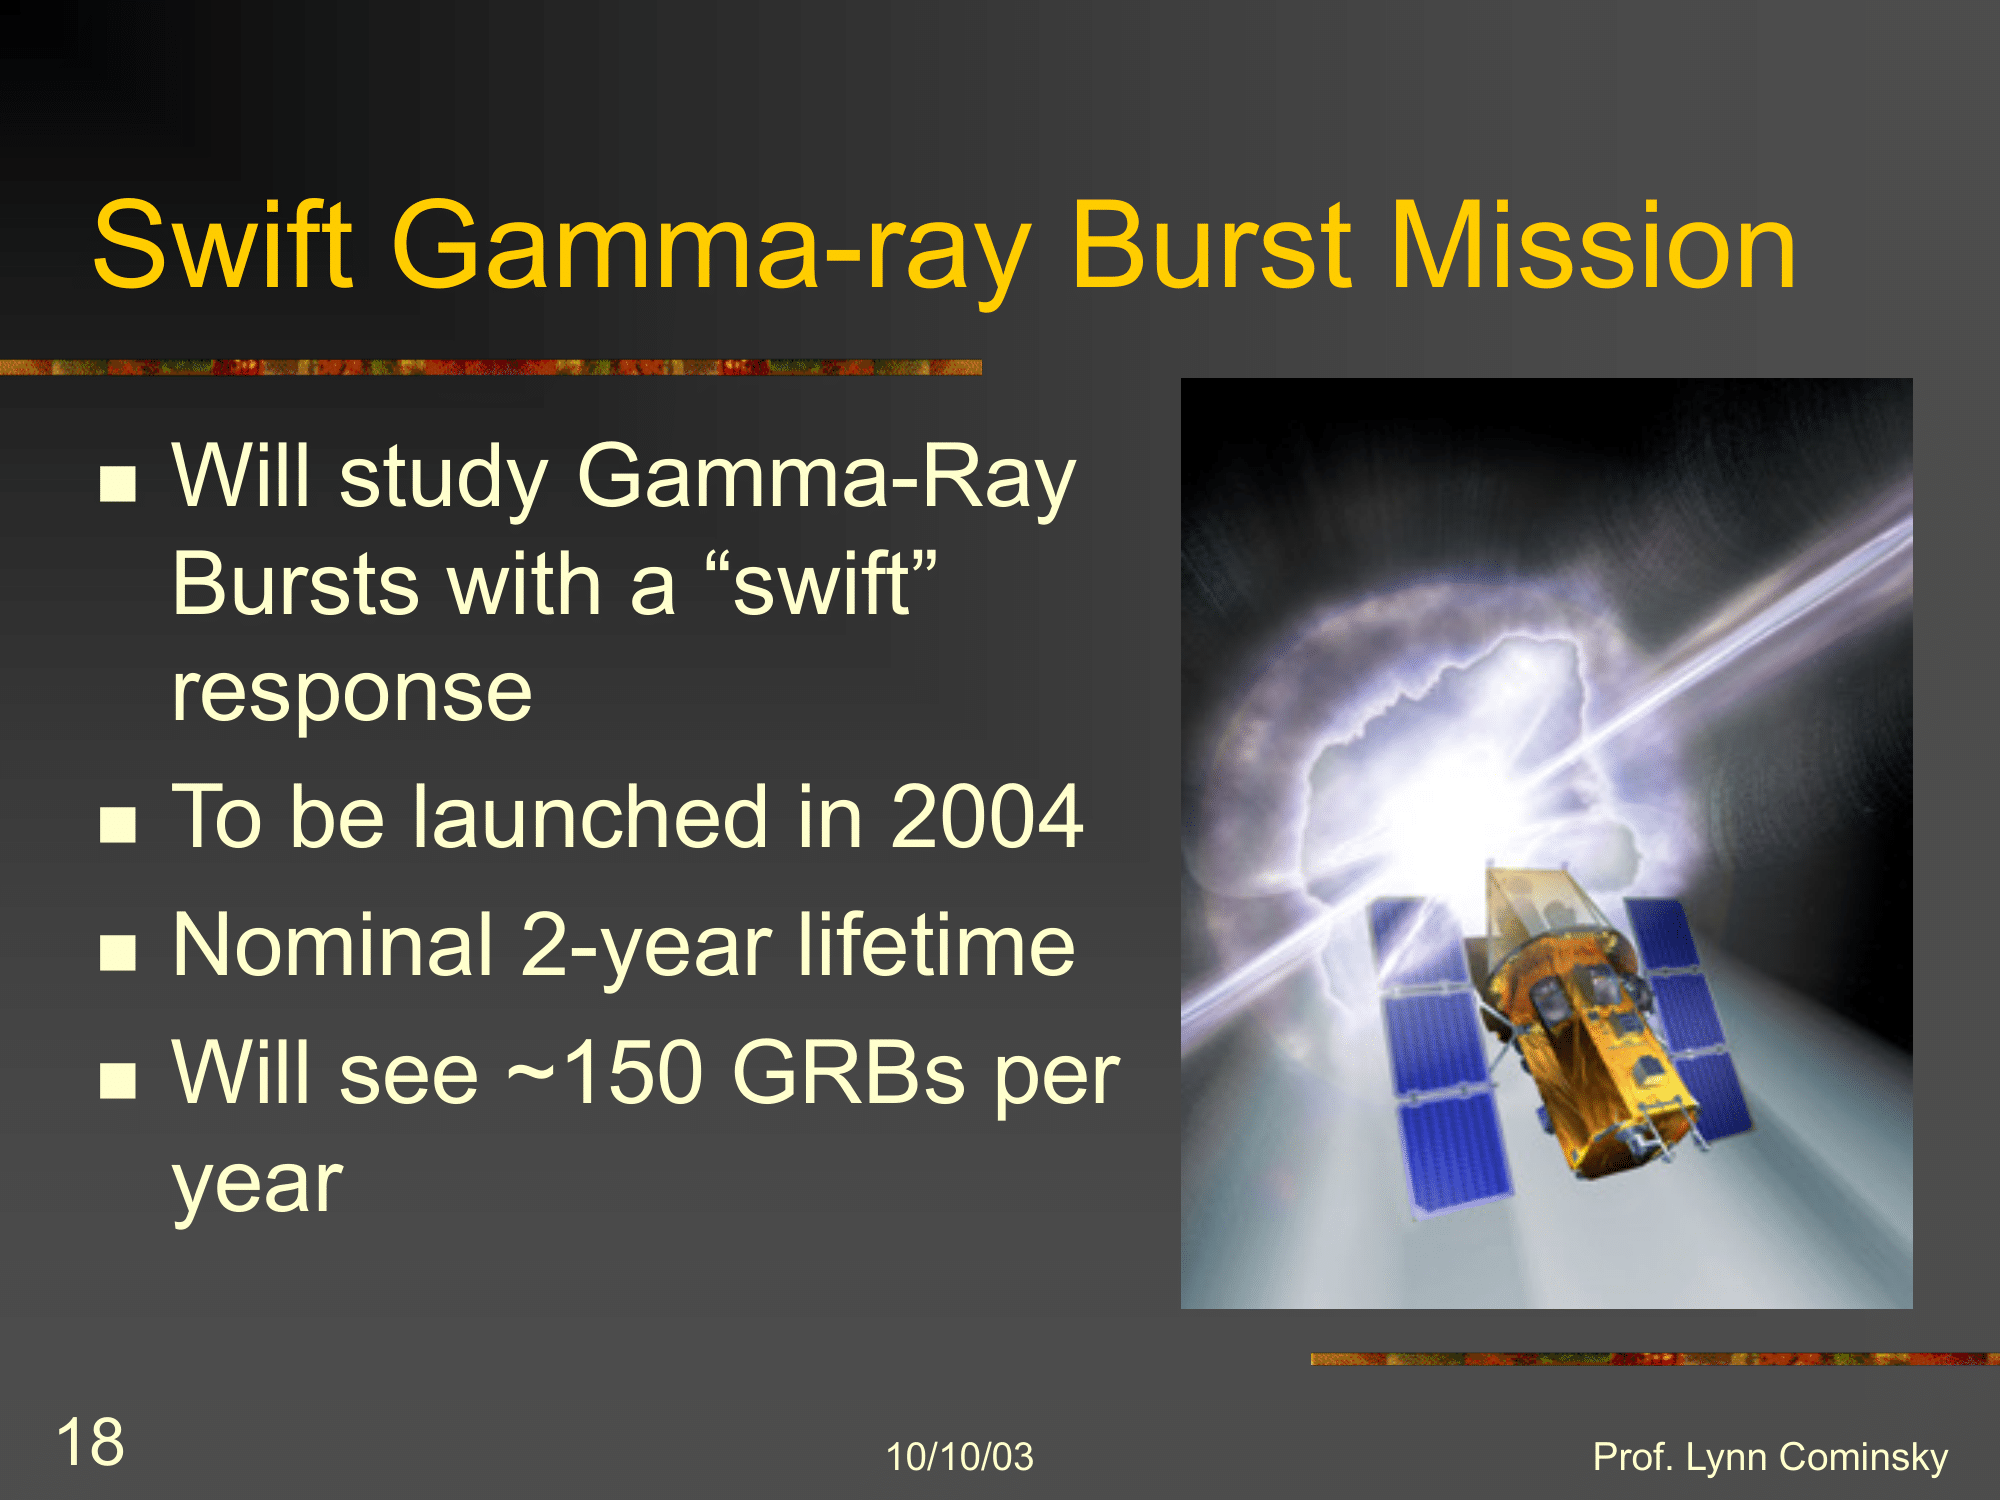 Swift Gamma-ray Burst Mission
■ Will study Gamma-Ray
Bursts with a “swift”
response
■ To be launched in 2004
■ Nominal 2-year lifetime
■ Will see ~150 GRBs per
year
18
10/10/03
Prof. Lynn Cominsky